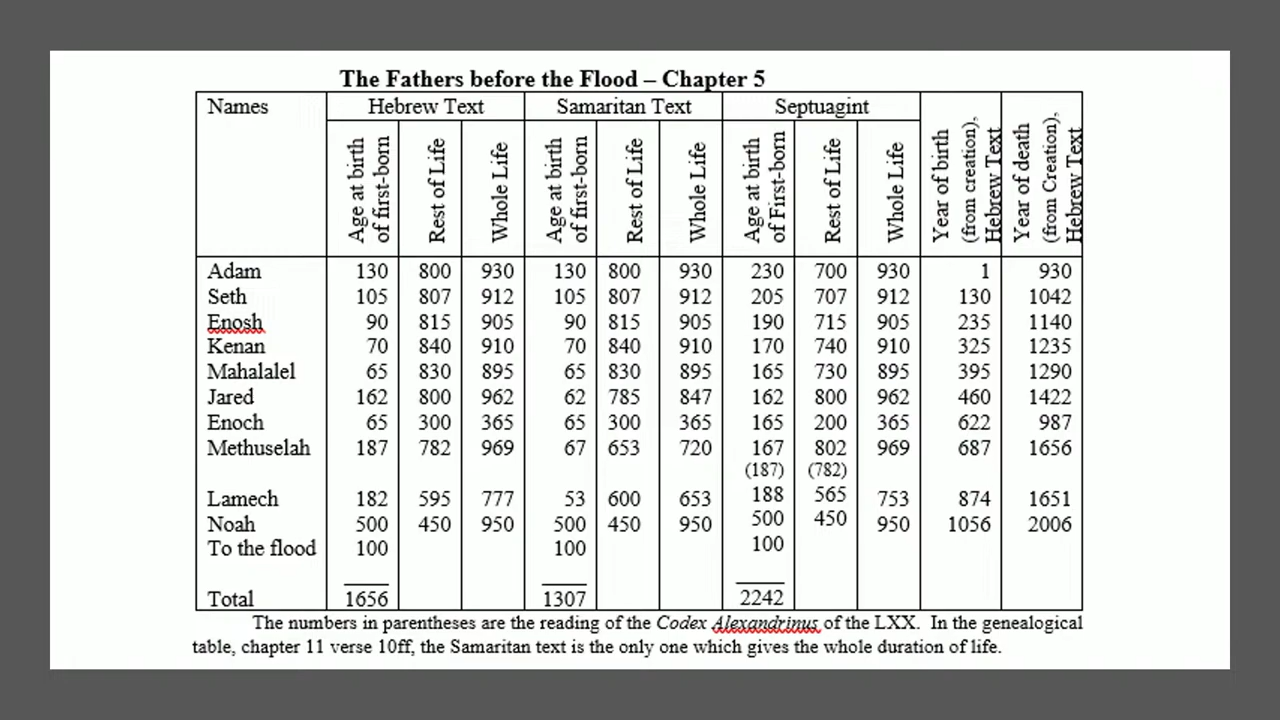 The Fathers before the Flood – Chapter 5
Names Hebrew Text Samaritan Text Septuagint
Age at birth of first-born Rest of Life Whole Life Age at birth of first-born Rest of Life Whole Life Age at birth of First-born Rest of Life Whole Life Year of birth (from creation), Hebrew Text Year of death (from Creation), Hebrew Text
Adam 130 800 930 130 800 930 230 700 930 1 930
Seth 105 807 912 105 807 912 205 707 912 130 1042
Enosh 90 815 905 90 815 905 190 715 905 235 1140
Kenan 70 840 910 70 840 910 170 740 910 325 1235
Mahalalel 65 830 895 65 830 895 165 730 895 395 1290
Jared 162 800 962 62 785 847 162 800 962 460 1422
Enoch 65 300 365 65 300 365 165 200 365 622 987
Methuselah 187 782 969 67 653 720 167 802 969 687 1656
(187) (782)
Lamech 182 595 777 53 600 653 188 565 753 874 1651
Noah 500 450 950 500 450 950 500 450 950 1056 2006
To the flood 100 100 100
Total 1656 1307 2242
The numbers in parentheses are the reading of the Codex Alexandrinus of the LXX. In the genealogical
table, chapter 11 verse 10ff, the Samaritan text is the only one which gives the whole duration of life.